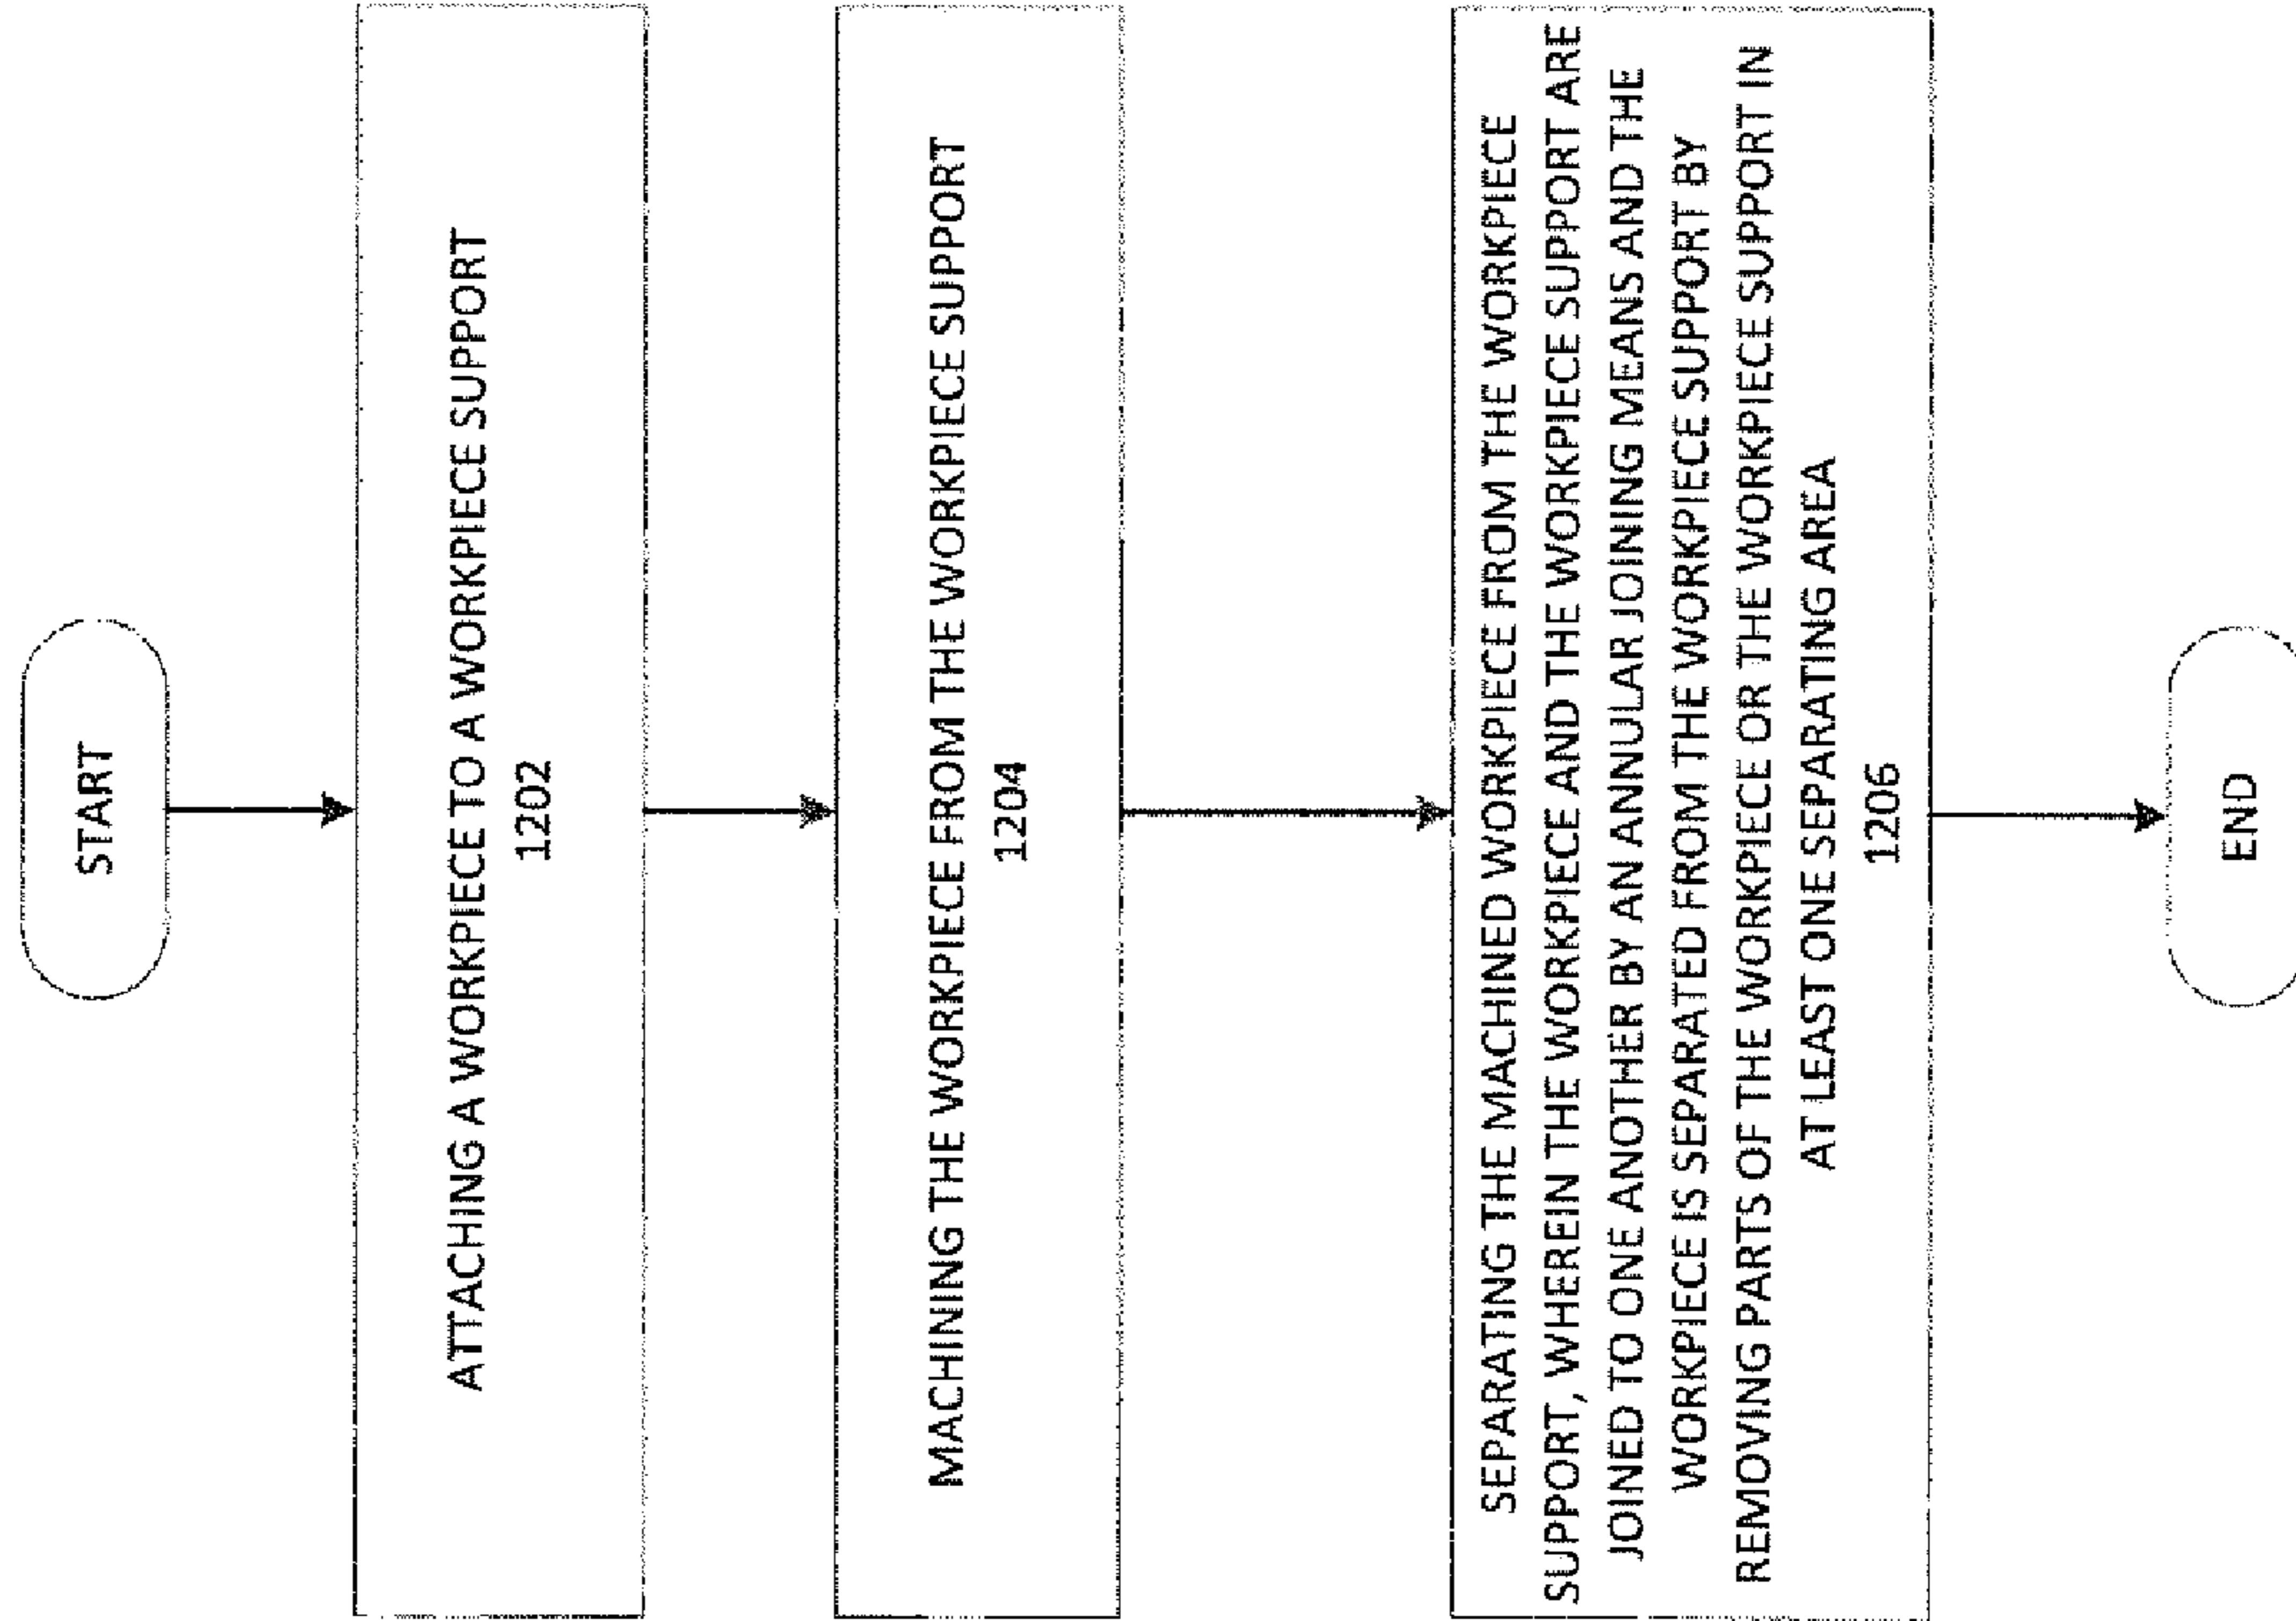 START
ATTACHING A WORKPIECE TO A WORKPIECE SUPPORT
1202
MACHINING THE WORKPIECE FROM THE WORKPIECE SUPPORT
1204
SEPARATING THE MACHINED WORKPIECE FROM THE WORKPIECE
SUPPORT, WHEREIN THE WORKPIECE AND THE WORKPIECE SUPPORT ARE
JOINED TO ONE ANOTHER BY AN ANNULAR JOINING MEANS AND THE
WORKPIECE IS SEPARATED FROM THE WORKPIECE SUPPORT BY
REMOVING PARTS OF THE WORKPIECE OR THE WORKPIECE SUPPORT IN
AT LEAST ONE SEPARATING AREA
1206
END